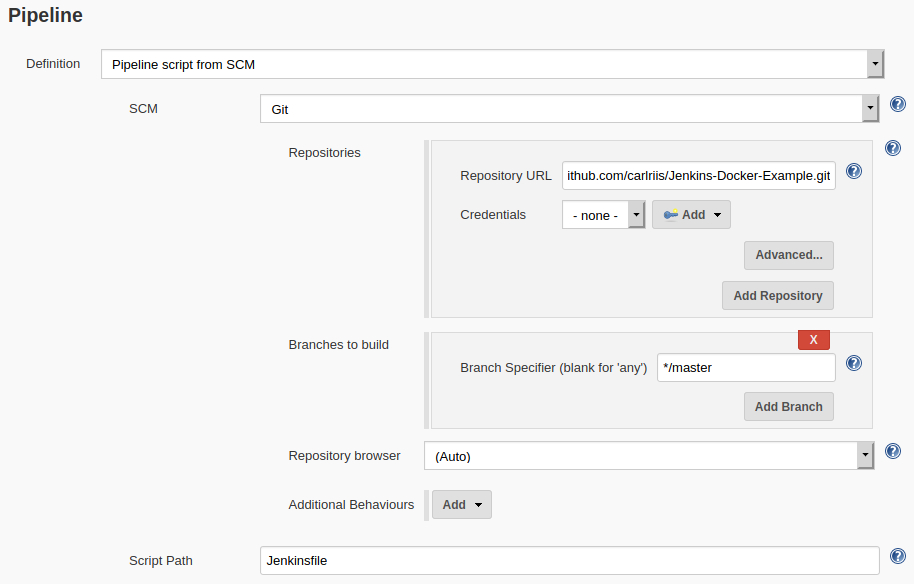 Pipeline
Definition Pipeline script from SCM
SCM Git ?
Repositories ?
Repository URL ithub.com/carlriis/Jenkins-Docker-Example.git ?
Credentials - none - Add
Advanced...
Add Repository
Branches to build X
Branch Specifier (blank for 'any') */master ?
Add Branch
Repository browser (Auto) ?
Additional Behaviours Add
Script Path Jenkinsfile ?